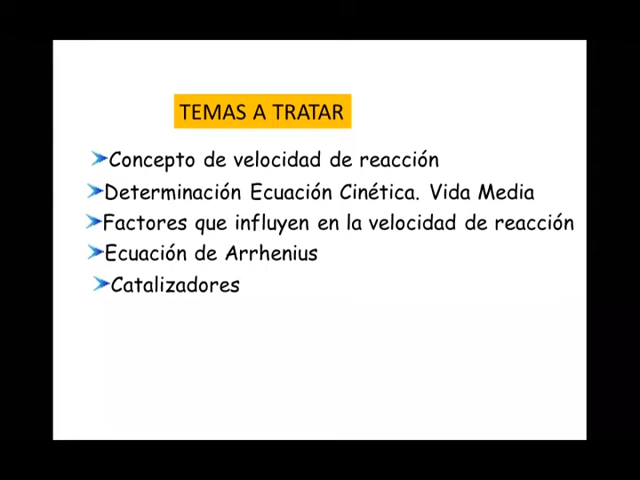 TEMAS A TRATAR
Concepto de velocidad de reacción
Determinación Ecuación Cinética. Vida Media
Factores que influyen en la velocidad de reacción
Ecuación de Arrhenius
Catalizadores